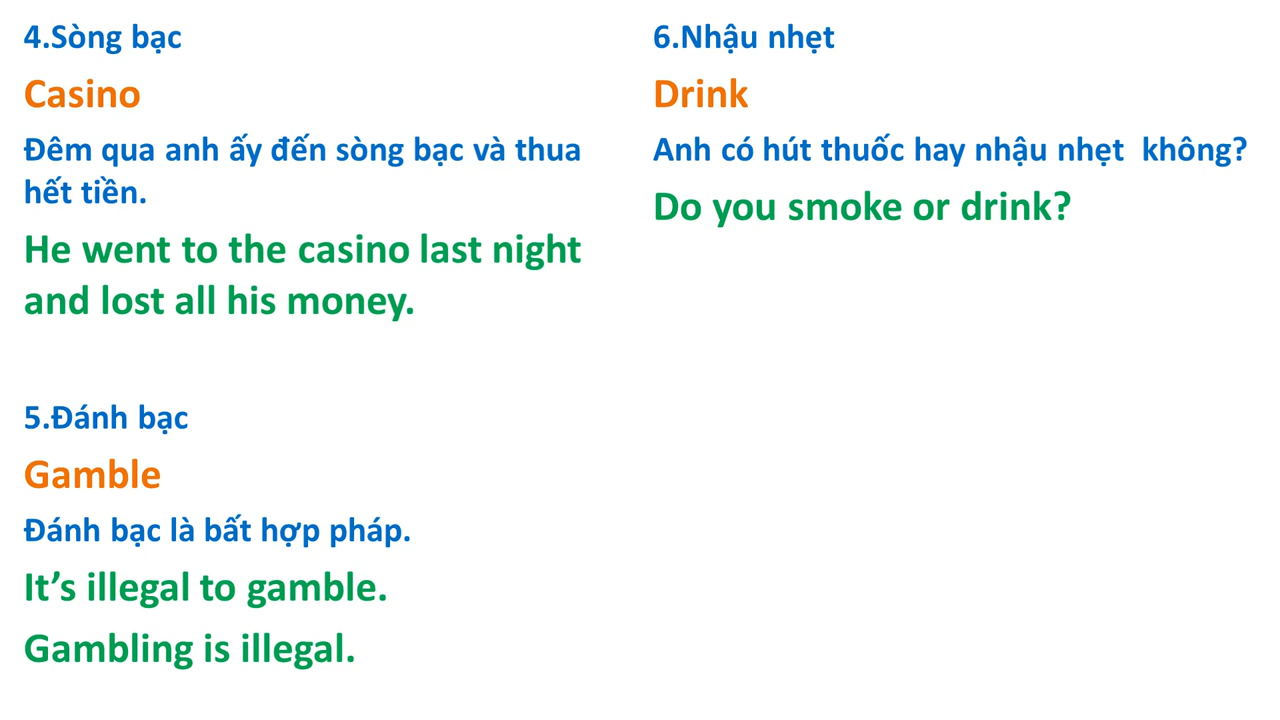 4.Sòng bạc
Casino
Đêm qua anh ấy đến sòng bạc và thua
hết tiền.
He went to the casino last night
and lost all his money.
5.Đánh bạc
Gamble
Đánh bạc là bất hợp pháp.
It’s illegal to gamble.
Gambling is illegal.
6.Nhậu nhẹt
Drink
Anh có hút thuốc hay nhậu nhẹt  không?
Do you smoke or drink?